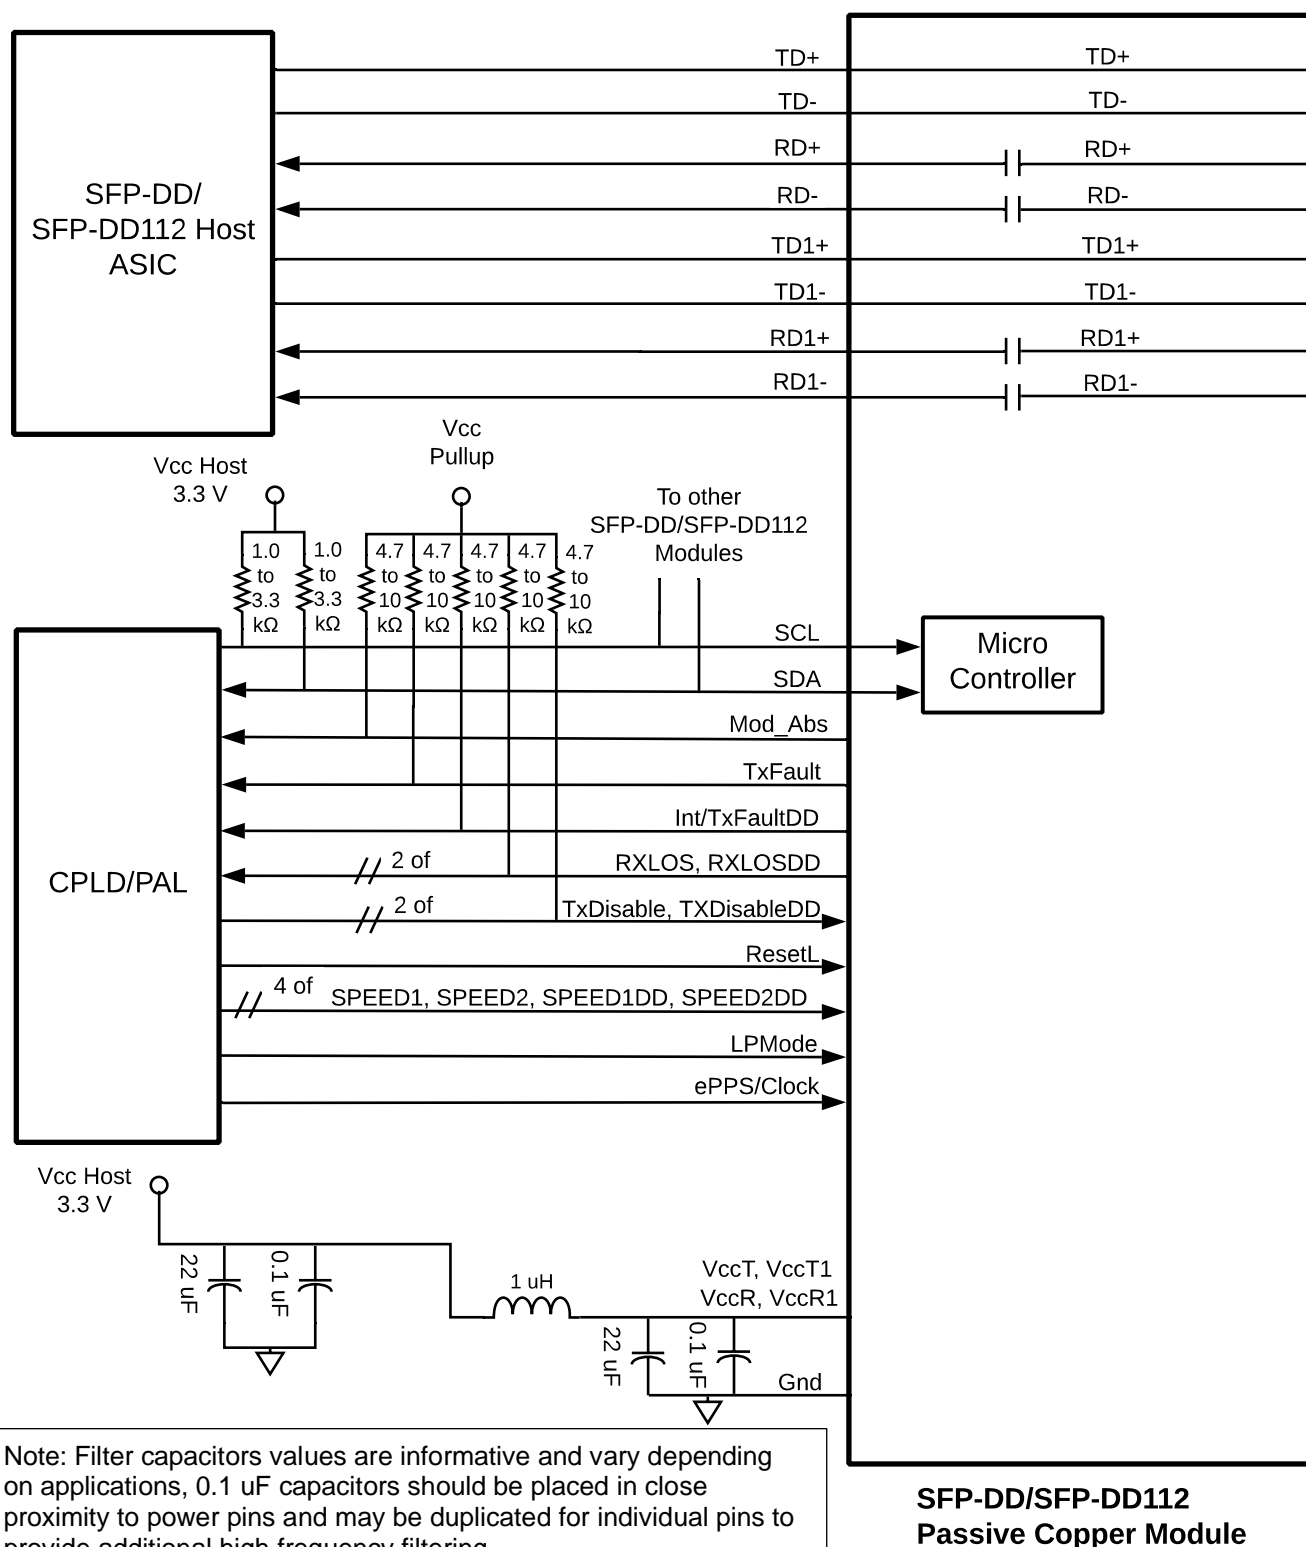 TD+
TD+
TD-
TD-
RD+
RD+
RD-
RD-
SFP-DD/
SFP-DD112 Host
ASIC
TD1+
TD1+
TD1-
TD1-
RD1+
RD1+
RD1-
RD1-
Vcc Host
3.3 V
Vcc
Pullup
To other
SFP-DD/SFP-DD112
Modules
1.0
to
3.3
kΩ
1.0
to
3.3
kΩ
4.7
to
10
kΩ
4.7
to
10
kΩ
4.7
to
10
kΩ
4.7
to
10
kΩ
4.7
to
10
kΩ
SCL
SDA
Micro
Controller
Mod_Abs
TxFault
Int/TxFaultDD
CPLD/PAL
2 of
RXLOS, RXLOSDD
2 of
TxDisable, TXDisableDD
ResetL
4 of
SPEED1, SPEED2, SPEED1DD, SPEED2DD
LPMode
ePPS/Clock
Vcc Host
3.3 V
22 uF
0.1 uF
1 uH
VccT, VccT1
VccR, VccR1
22 uF
0.1 uF
Gnd
Note: Filter capacitors values are informative and vary depending
on applications, 0.1 uF capacitors should be placed in close
proximity to power pins and may be duplicated for individual pins to
provide additional high frequency filtering
SFP-DD/SFP-DD112
Passive Copper Module